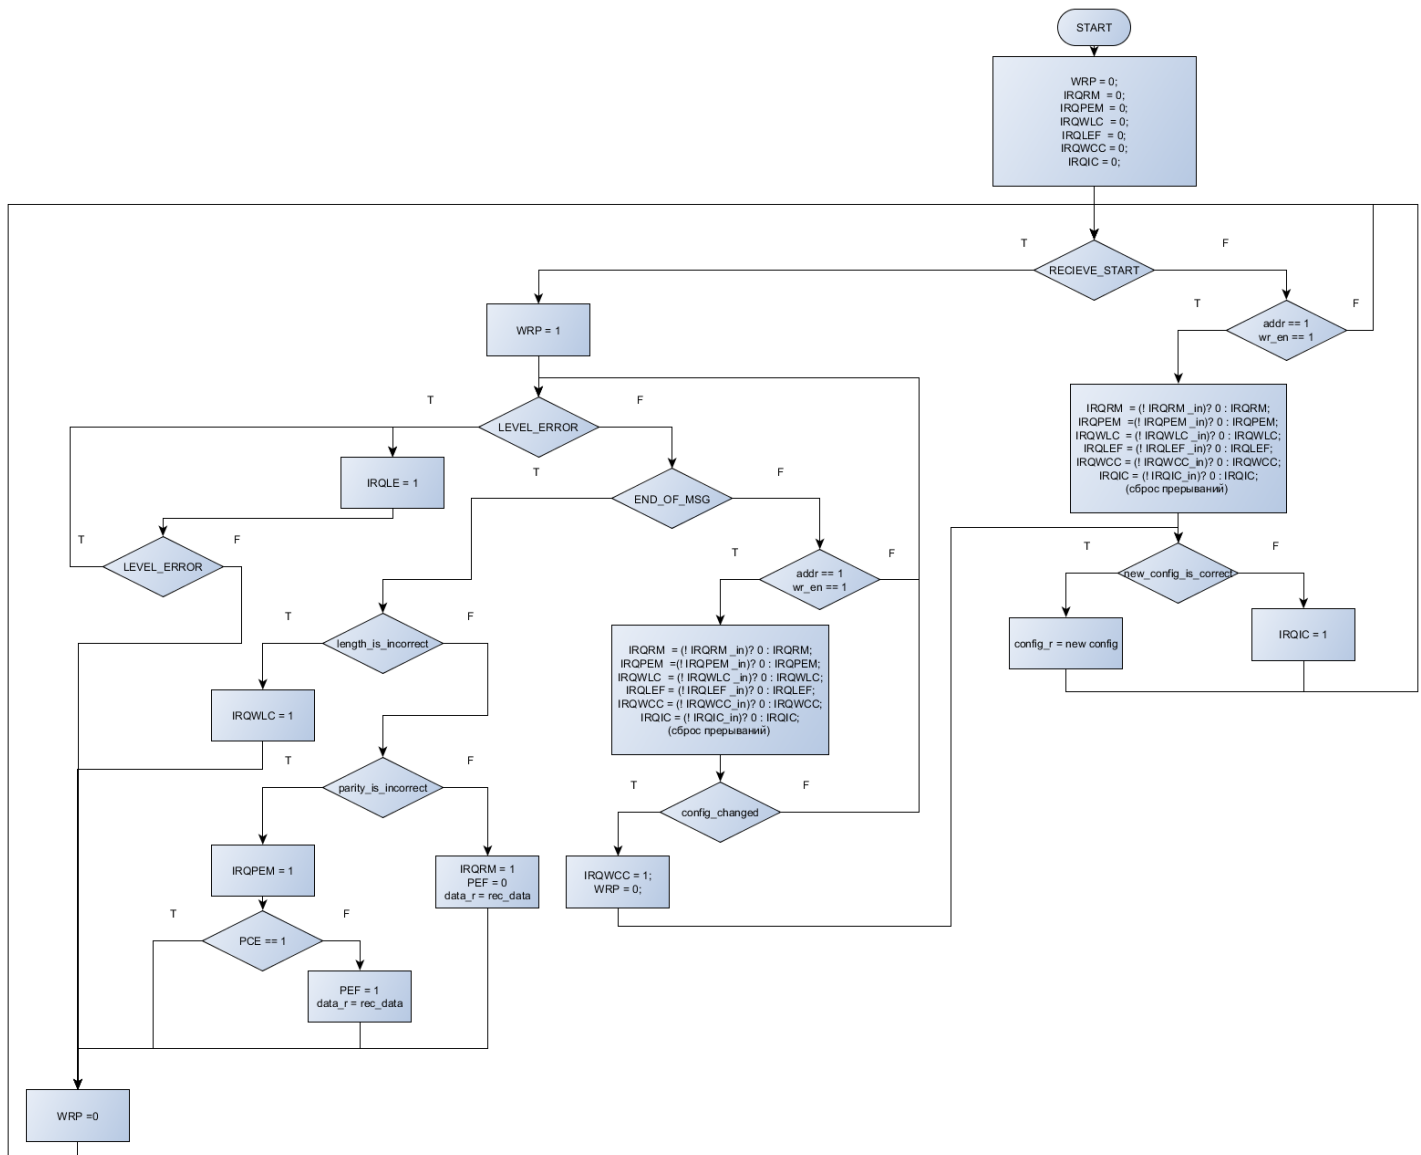 START
WRP = 0;
IRQRM = 0;
IRQPEM = 0;
IRQWLC = 0;
IRQLEF = 0;
IRQWCC = 0;
IRQIC = 0;
T
F
RECIEVE_START
T
F
addr == 1
wr_en == 1
WRP = 1
T
F
LEVEL_ERROR
IRQRM = (! IRQRM _in)? 0 : IRQRM;
IRQPEM =(! IRQPEM _in)? 0 : IRQPEM;
IRQWLC = (! IRQWLC _in)? 0 : IRQWLC;
IRQLEF = (! IRQLEF _in)? 0 : IRQLEF;
IRQWCC = (! IRQWCC_in)? 0 : IRQWCC;
IRQIC = (! IRQIC_in)? 0 : IRQIC;
(сброс прерываний)
IRQLE = 1
T
F
END_OF_MSG
T
F
LEVEL_ERROR
T
F
addr == 1
wr_en == 1
T
F
new_config_is_correct
config_r = new config
IRQIC = 1
T
F
length_is_incorrect
IRQRM = (! IRQRM _in)? 0 : IRQRM;
IRQPEM =(! IRQPEM _in)? 0 : IRQPEM;
IRQWLC = (! IRQWLC _in)? 0 : IRQWLC;
IRQLEF = (! IRQLEF _in)? 0 : IRQLEF;
IRQWCC = (! IRQWCC_in)? 0 : IRQWCC;
IRQIC = (! IRQIC_in)? 0 : IRQIC;
(сброс прерываний)
IRQWLC = 1
T
F
parity_is_incorrect
T
F
config_changed
IRQPEM = 1
IRQRM = 1
PEF = 0
data_r = rec_data
IRQWCC = 1;
WRP = 0;
T
F
PCE == 1
PEF = 1
data_r = rec_data
WRP =0